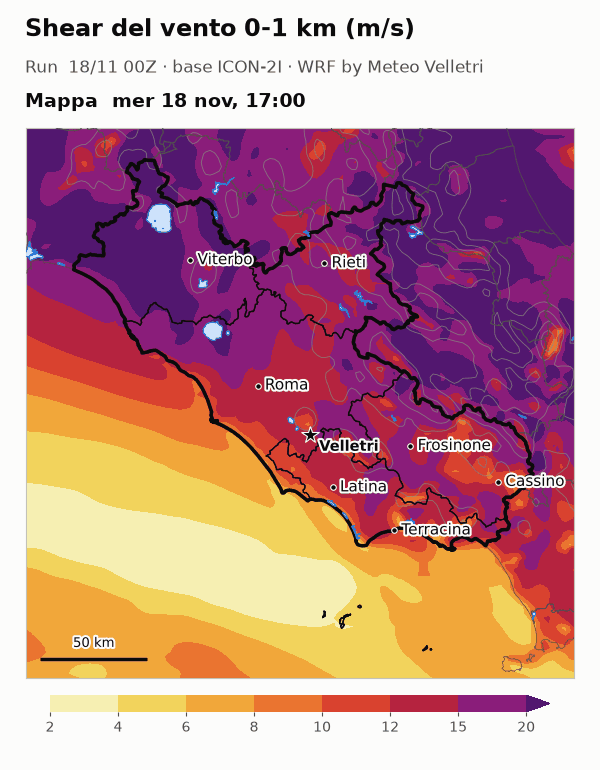 Shear del vento 0-1 km (m/s)
Run  18/11 00Z · base ICON-2I · WRF by Meteo Velletri
Mappa  mer 18 nov, 17:00
Viterbo
Rieti
Roma
Velletri
Frosinone
Cassino
Latina
Terracina
50 km
2 4 6 8 10 12 15 20